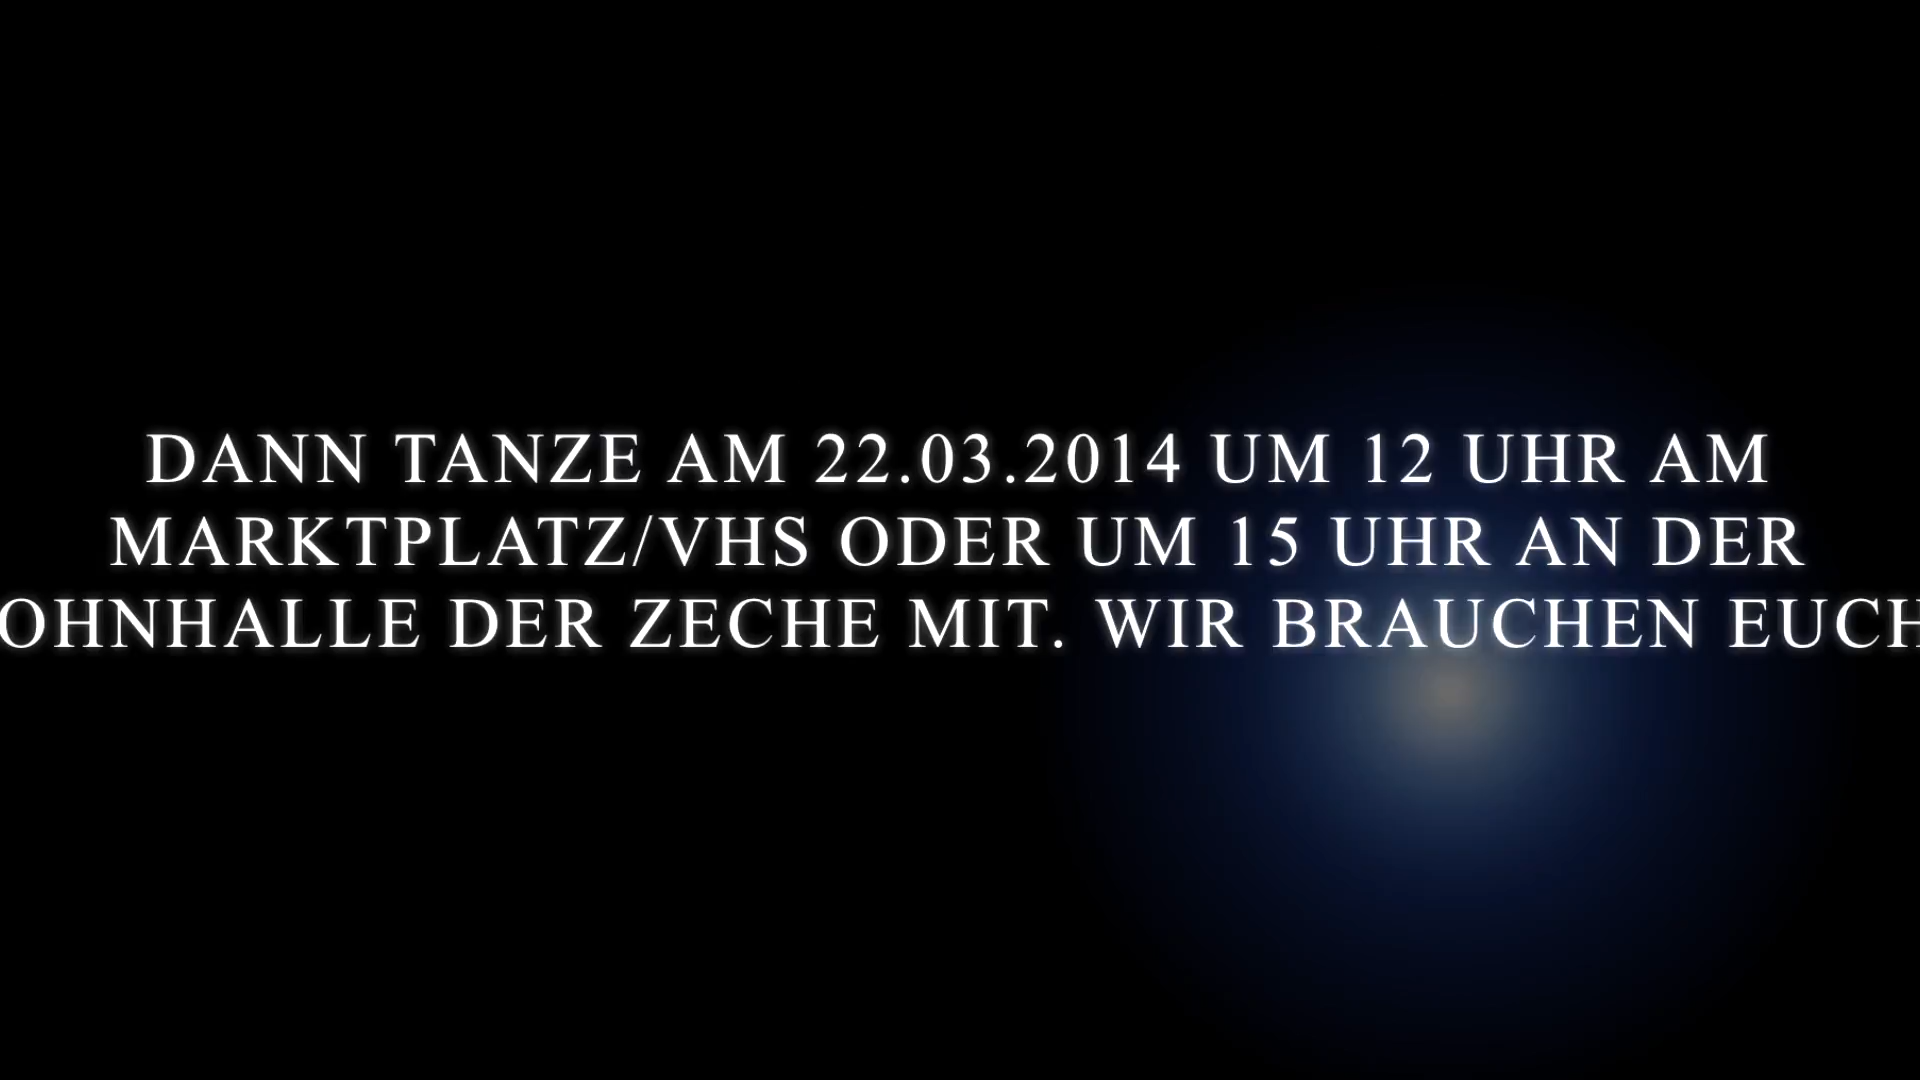 DANN TANZE AM 22.03.2014 UM 12 UHR AM
MARKTPLATZ/VHS ODER UM 15 UHR AN DER
OHNHALLE DER ZECHE MIT. WIR BRAUCHEN EUCH